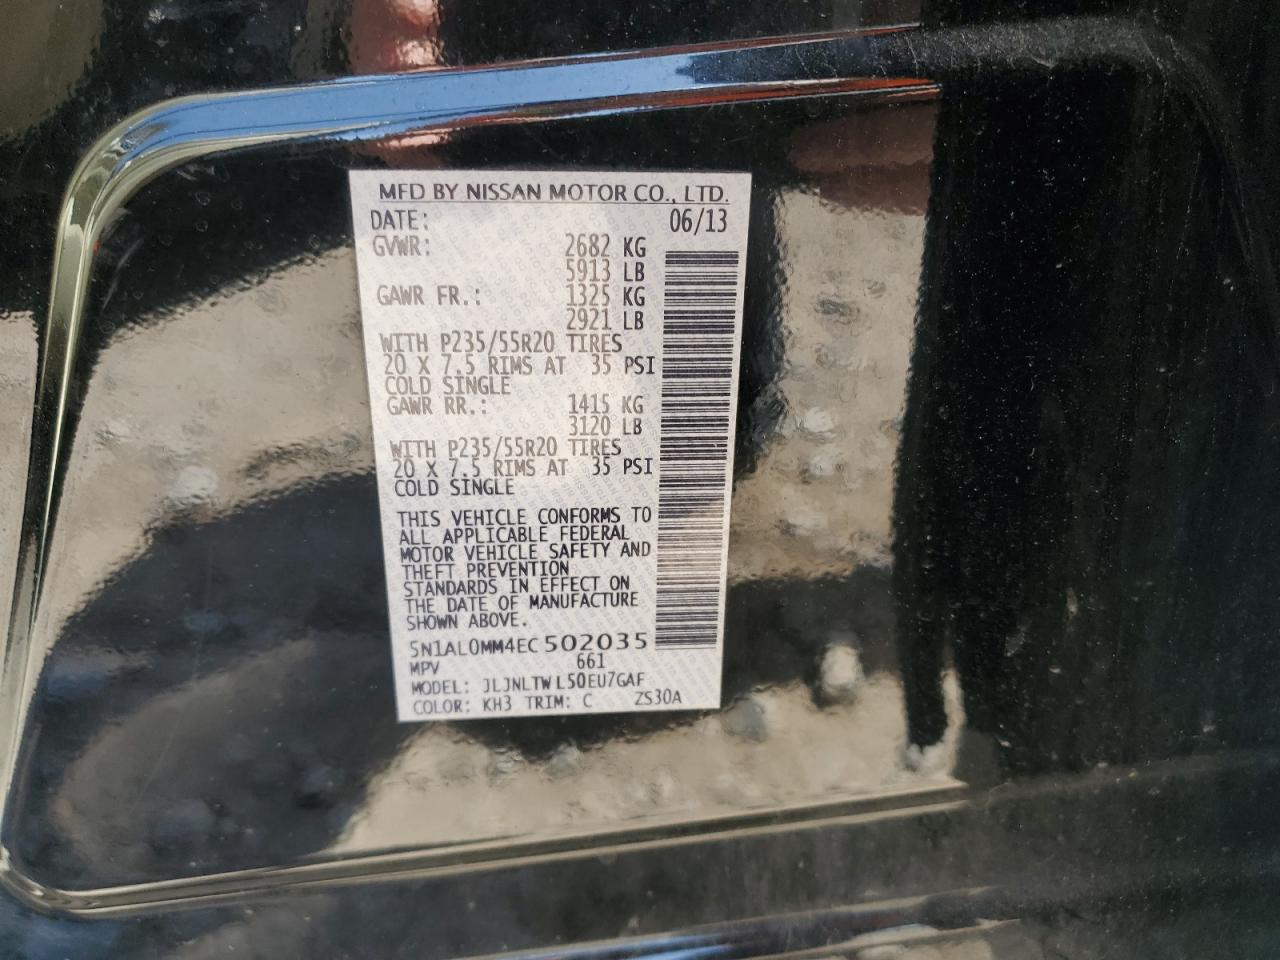 MFD BY NISSAN MOTOR CO., LTD.
DATE: 06/13
GVWR: 2682 KG
5913 LB
GAWR FR.: 1325 KG
2921 LB
WITH P235/55R20 TIRES
20 X 7.5 RIMS AT 35 PSI
COLD SINGLE
GAWR RR.: 1415 KG
3120 LB
WITH P235/55R20 TIRES
20 X 7.5 RIMS AT 35 PSI
COLD SINGLE
THIS VEHICLE CONFORMS TO
ALL APPLICABLE FEDERAL
MOTOR VEHICLE SAFETY AND
THEFT PREVENTION
STANDARDS IN EFFECT ON
THE DATE OF MANUFACTURE
SHOWN ABOVE.
5N1AL0MM4EC502035
MPV 661
MODEL: JLJNLTWL50EU7GAF
COLOR: KH3 TRIM: C ZS30A